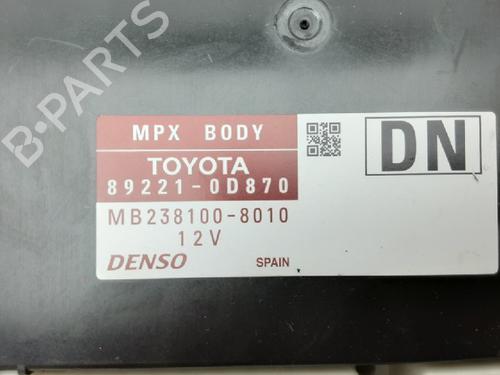 B-PARTS
MPX BODY
TOYOTA
89221-0D870
MB238100-8010
12V
DENSO
SPAIN
DN